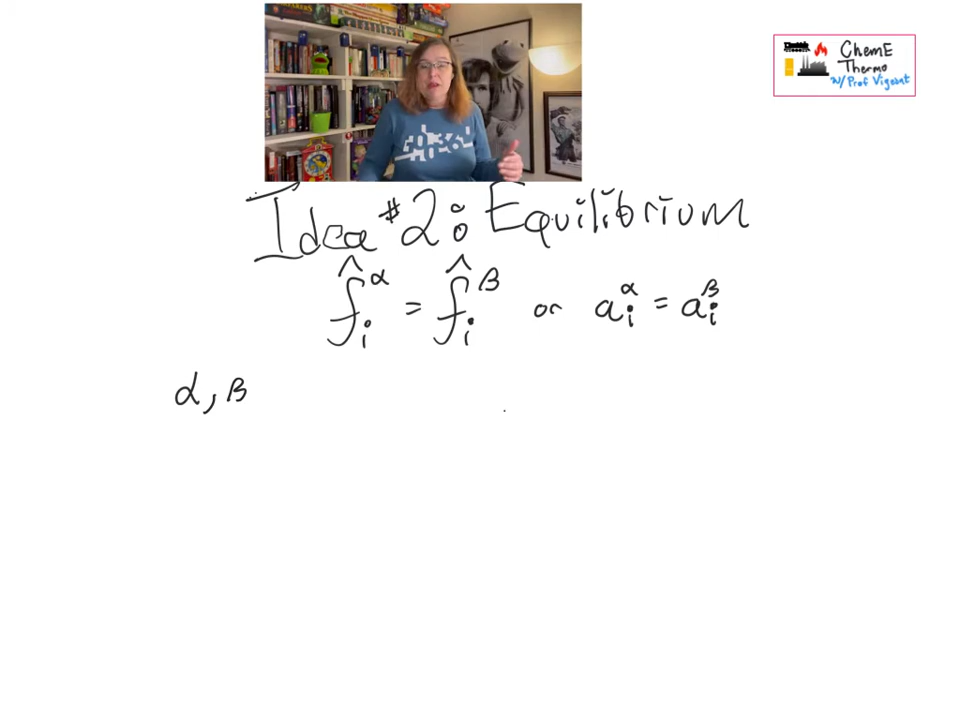 ChemE
Thermo
w/ Prof Vigeant
Idea #2: Equilibrium
f̂ᵢ^α = f̂ᵢ^β or aᵢ^α = aᵢ^β
α, β